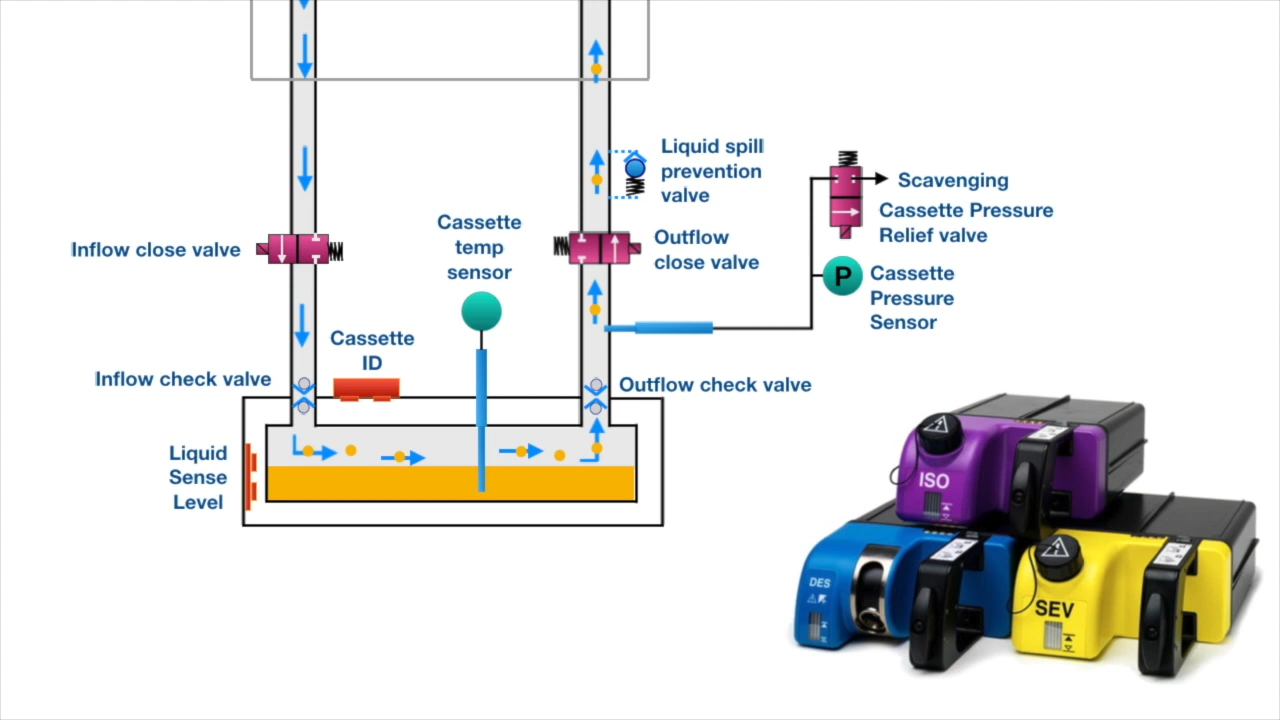 Liquid spill
prevention
valve
Scavenging
Cassette Pressure
Relief valve
Inflow close valve
Cassette
temp
sensor
Outflow
close valve
P
Cassette
Pressure
Sensor
Cassette
ID
Inflow check valve
Outflow check valve
Liquid
Sense
Level
ISO
DES
SEV